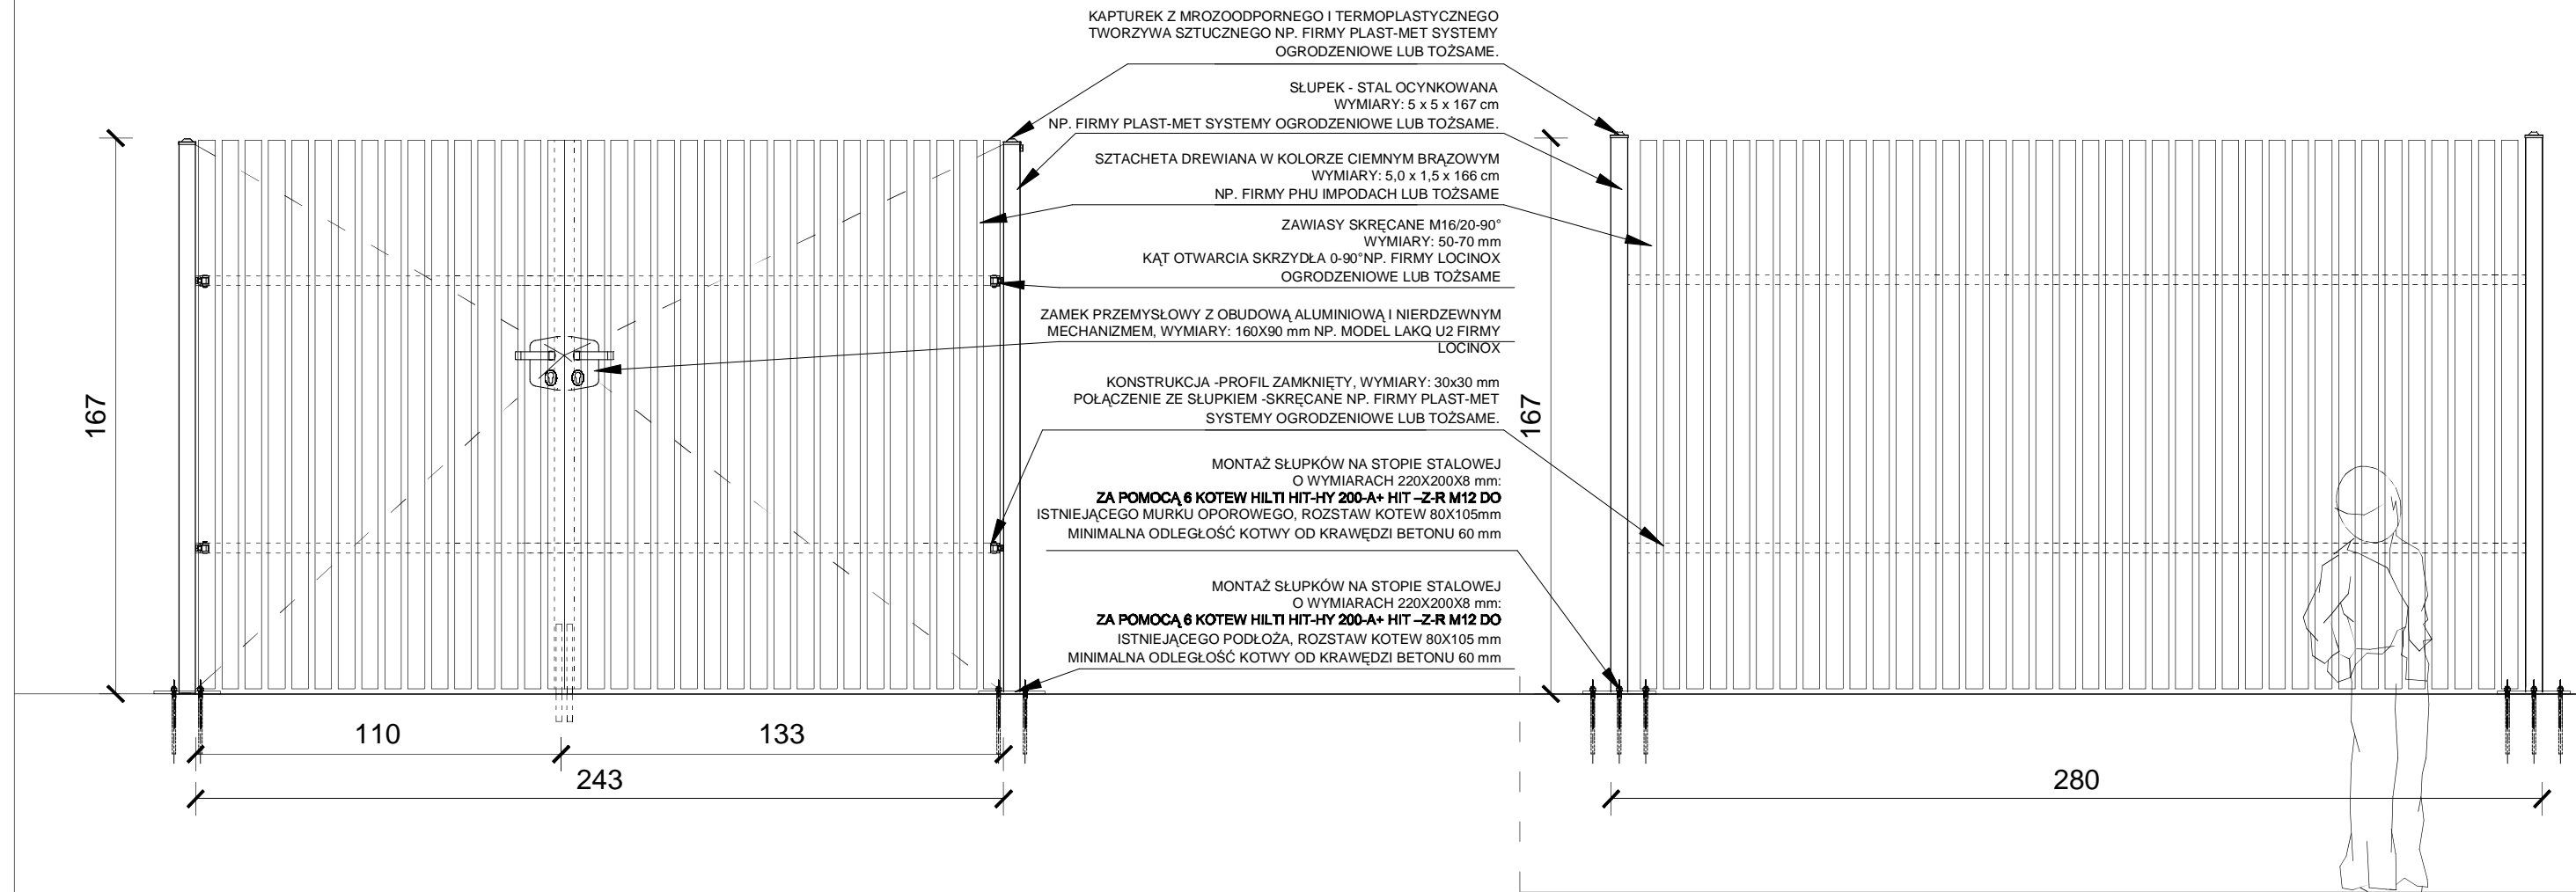 KAPTUREK Z MROZOODPORNEGO I TERMOPLASTYCZNEGO
TWORZYWA SZTUCZNEGO NP. FIRMY PLAST-MET SYSTEMY
OGRODZENIOWE LUB TOŻSAME.
SŁUPEK - STAL OCYNKOWANA
WYMIARY: 5 x 5 x 167 cm
NP. FIRMY PLAST-MET SYSTEMY OGRODZENIOWE LUB TOŻSAME.
SZTACHETA DREWIANA W KOLORZE CIEMNYM BRĄZOWYM
WYMIARY: 5,0 x 1,5 x 166 cm
NP. FIRMY PHU IMPODACH LUB TOŻSAME
ZAWIASY SKRĘCANE M16/20-90°
WYMIARY: 50-70 mm
KĄT OTWARCIA SKRZYDŁA 0-90°NP. FIRMY LOCINOX
OGRODZENIOWE LUB TOŻSAME
ZAMEK PRZEMYSŁOWY Z OBUDOWĄ ALUMINIOWĄ I NIERDZEWNYM
MECHANIZMEM, WYMIARY: 160X90 mm NP. MODEL LAKQ U2 FIRMY
LOCINOX
KONSTRUKCJA -PROFIL ZAMKNIĘTY, WYMIARY: 30x30 mm
POŁĄCZENIE ZE SŁUPKIEM -SKRĘCANE NP. FIRMY PLAST-MET
SYSTEMY OGRODZENIOWE LUB TOŻSAME.
MONTAŻ SŁUPKÓW NA STOPIE STALOWEJ
O WYMIARACH 220X200X8 mm:
ZA POMOCĄ 6 KOTEW HILTI HIT-HY 200-A+ HIT –Z-R M12 DO
ISTNIEJĄCEGO MURKU OPOROWEGO, ROZSTAW KOTEW 80X105mm
MINIMALNA ODLEGŁOŚĆ KOTWY OD KRAWĘDZI BETONU 60 mm
MONTAŻ SŁUPKÓW NA STOPIE STALOWEJ
O WYMIARACH 220X200X8 mm:
ZA POMOCĄ 6 KOTEW HILTI HIT-HY 200-A+ HIT –Z-R M12 DO
ISTNIEJĄCEGO PODŁOŻA, ROZSTAW KOTEW 80X105 mm
MINIMALNA ODLEGŁOŚĆ KOTWY OD KRAWĘDZI BETONU 60 mm
167
167
110
133
243
280